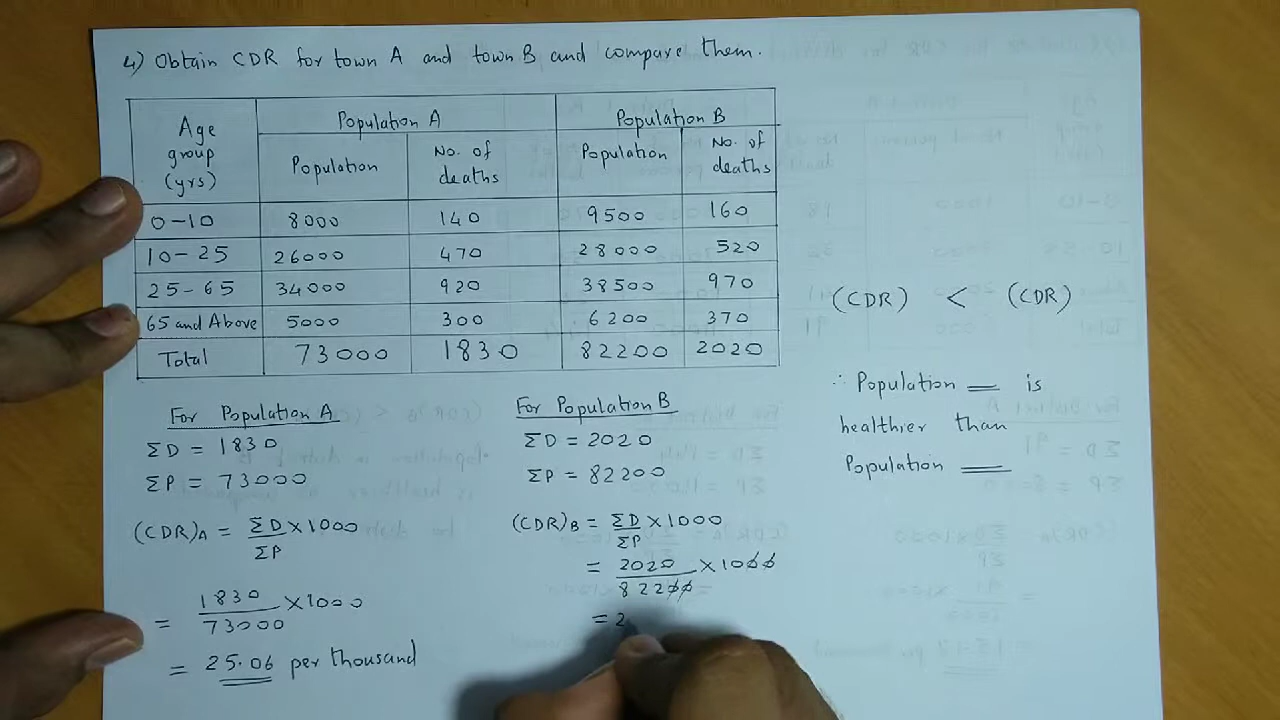 4) Obtain CDR for town A and town B and compare them.
Age group (yrs) Population A Population B
Population No. of deaths Population No. of deaths
0-10 8000 140 9500 160
10-25 26000 470 28000 520
25-65 34000 920 38500 970
65 and Above 5000 300 6200 370
Total 73000 1830 82200 2020
For Population A
ΣD = 1830
ΣP = 73000
(CDR)A = ΣD/ΣP × 1000
= 1830/73000 × 1000
= 25.06 per thousand
For Population B
ΣD = 2020
ΣP = 82200
(CDR)B = ΣD/ΣP × 1000
= 2020/82200 × 1000
= 2
(CDR) < (CDR)
∴ Population __ is
healthier than
Population __